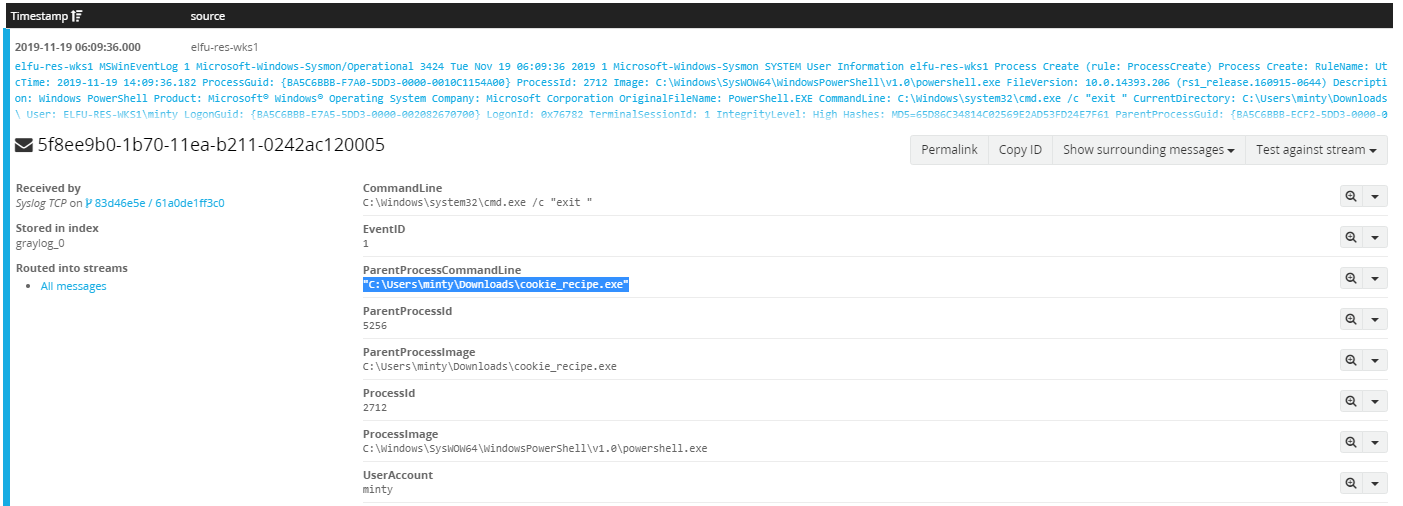 Timestamp source
2019-11-19 06:09:36.000 elfu-res-wks1
elfu-res-wks1 MSWinEventLog 1 Microsoft-Windows-Sysmon/Operational 3424 Tue Nov 19 06:09:36 2019 1 Microsoft-Windows-Sysmon SYSTEM User Information elfu-res-wks1 Process Create (rule: ProcessCreate) Process Create: RuleName: Ut
cTime: 2019-11-19 14:09:36.182 ProcessGuid: {BA5C6BBB-F7A0-5DD3-0000-0010C1154A00} ProcessId: 2712 Image: C:\Windows\SysWOW64\WindowsPowerShell\v1.0\powershell.exe FileVersion: 10.0.14393.206 (rs1_release.160915-0644) Descripti
on: Windows PowerShell Product: Microsoft® Windows® Operating System Company: Microsoft Corporation OriginalFileName: PowerShell.EXE CommandLine: C:\Windows\system32\cmd.exe /c "exit " CurrentDirectory: C:\Users\minty\Downloads
\ User: ELFU-RES-WKS1\minty LogonGuid: {BA5C6BBB-E7A5-5DD3-0000-002082670700} LogonId: 0x76782 TerminalSessionId: 1 IntegrityLevel: High Hashes: MD5=65D86C34814C02569E2AD53FD24E7F61 ParentProcessGuid: {BA5C6BBB-ECF2-5DD3-0000-0
5f8ee9b0-1b70-11ea-b211-0242ac120005 Permalink Copy ID Show surrounding messages Test against stream
Received by
Syslog TCP on 83d46e5e / 61a0de1ff3c0
Stored in index
graylog_0
Routed into streams
• All messages
CommandLine
C:\Windows\system32\cmd.exe /c "exit "
EventID
1
ParentProcessCommandLine
"C:\Users\minty\Downloads\cookie_recipe.exe"
ParentProcessId
5256
ParentProcessImage
C:\Users\minty\Downloads\cookie_recipe.exe
ProcessId
2712
ProcessImage
C:\Windows\SysWOW64\WindowsPowerShell\v1.0\powershell.exe
UserAccount
minty